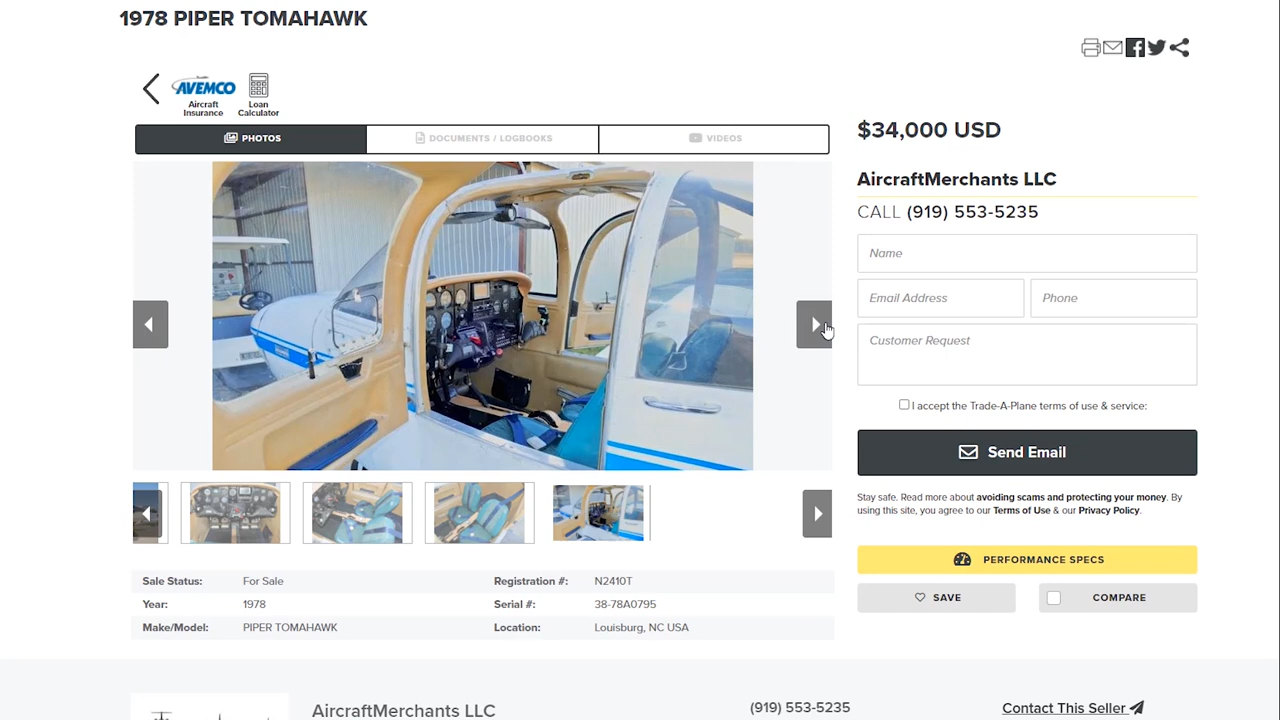 1978 PIPER TOMAHAWK
AVEMCO
Aircraft Insurance
Loan Calculator
PHOTOS
DOCUMENTS / LOGBOOKS
VIDEOS
$34,000 USD
AircraftMerchants LLC
CALL (919) 553-5235
Name
Email Address
Phone
Customer Request
I accept the Trade-A-Plane terms of use & service:
Send Email
Stay safe. Read more about avoiding scams and protecting your money. By
using this site, you agree to our Terms of Use & our Privacy Policy.
PERFORMANCE SPECS
SAVE
COMPARE
Sale Status: For Sale
Registration #: N2410T
Year: 1978
Serial #: 38-78A0795
Make/Model: PIPER TOMAHAWK
Location: Louisburg, NC USA
AircraftMerchants LLC
(919) 553-5235
Contact This Seller